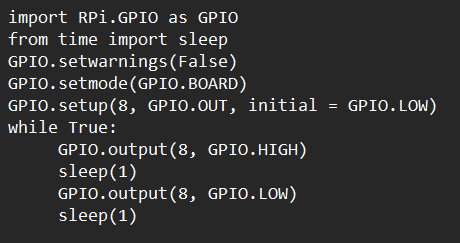 import RPi.GPIO as GPIO
from time import sleep
GPIO.setwarnings(False)
GPIO.setmode(GPIO.BOARD)
GPIO.setup(8, GPIO.OUT, initial = GPIO.LOW)
while True:
     GPIO.output(8, GPIO.HIGH)
     sleep(1)
     GPIO.output(8, GPIO.LOW)
     sleep(1)